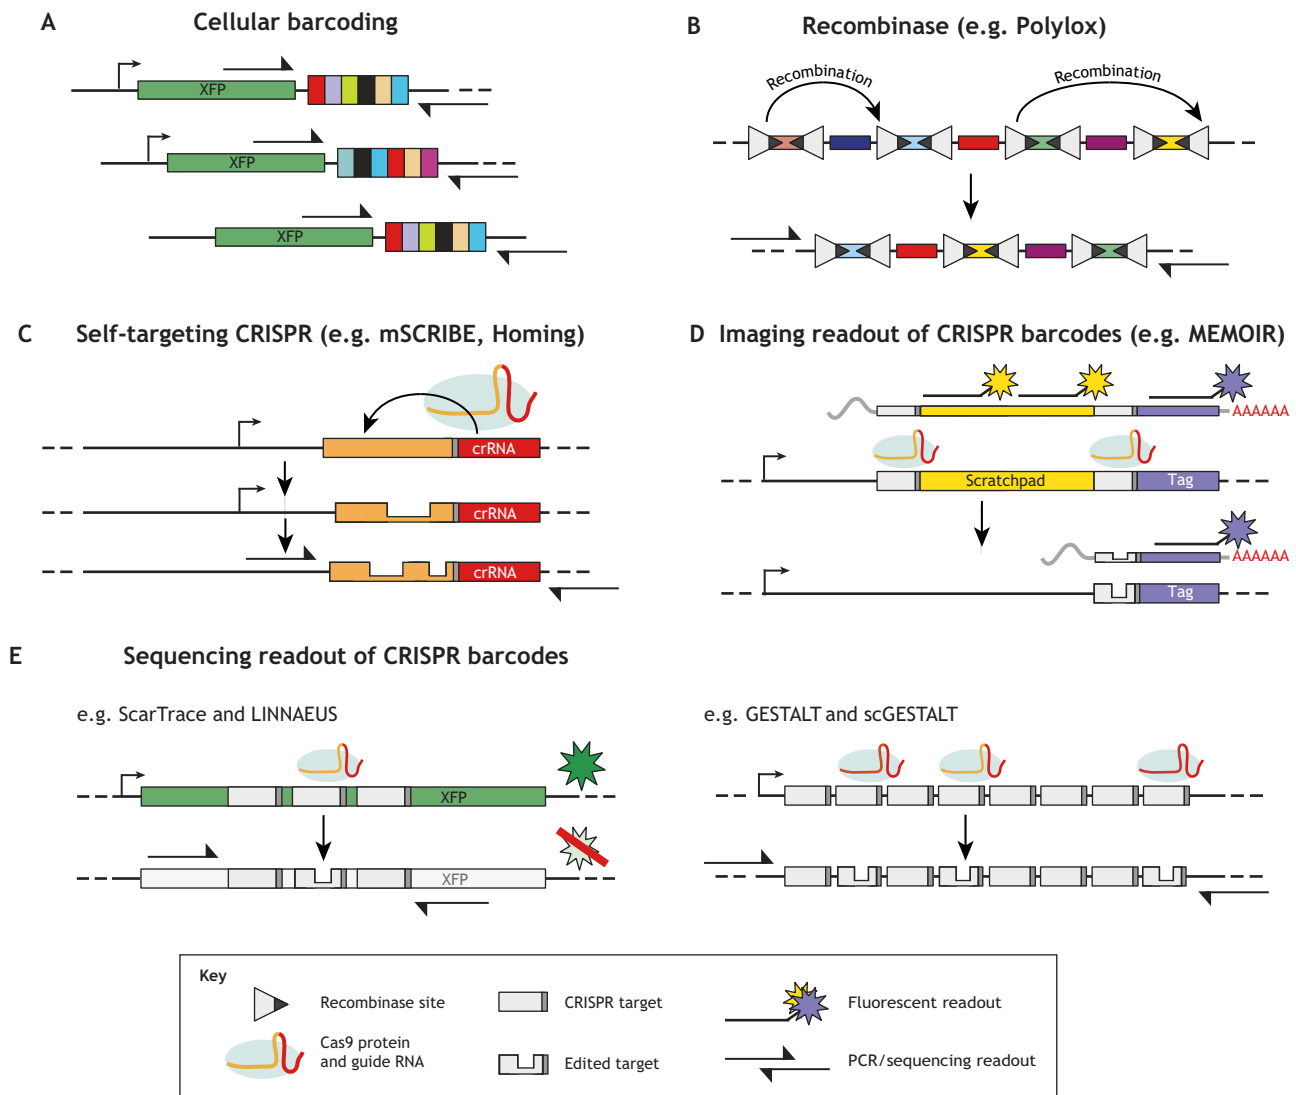 A
Cellular barcoding
XFP
XFP
XFP
B
Recombinase (e.g. Polylox)
Recombination
Recombination
C
Self-targeting CRISPR (e.g. mSCRIBE, Homing)
crRNA
crRNA
crRNA
D
Imaging readout of CRISPR barcodes (e.g. MEMOIR)
AAAAAA
Scratchpad
Tag
AAAAAA
Tag
E
Sequencing readout of CRISPR barcodes
e.g. ScarTrace and LINNAEUS
XFP
XFP
e.g. GESTALT and scGESTALT
Key
Recombinase site
CRISPR target
Fluorescent readout
Cas9 protein
and guide RNA
Edited target
PCR/sequencing readout